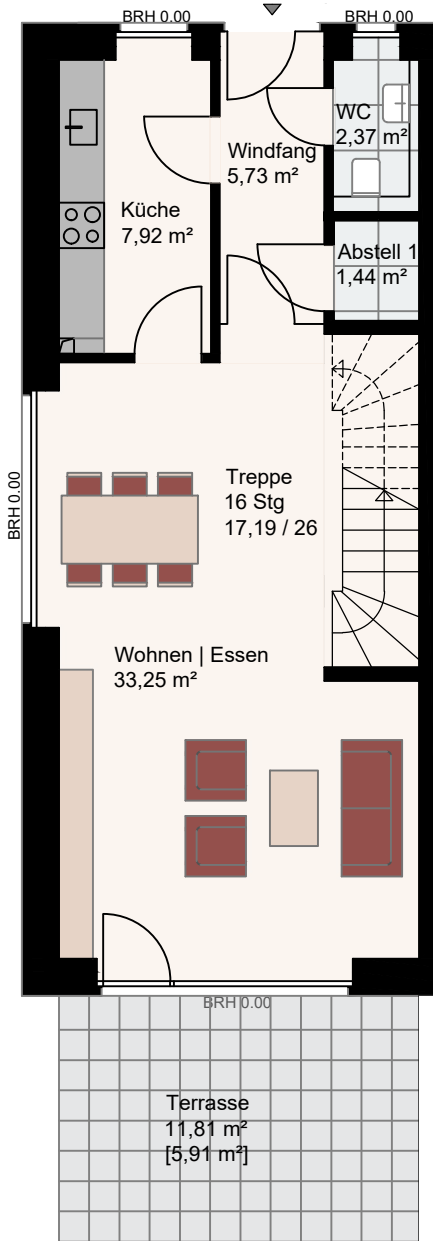 BRH 0.00
BRH 0.00
WC
2,37 m²
Windfang
5,73 m²
Küche
7,92 m²
Abstell 1
1,44 m²
BRH 0.00
Treppe
16 Stg
17,19 / 26
Wohnen | Essen
33,25 m²
BRH 0.00
Terrasse
11,81 m²
[5,91 m²]